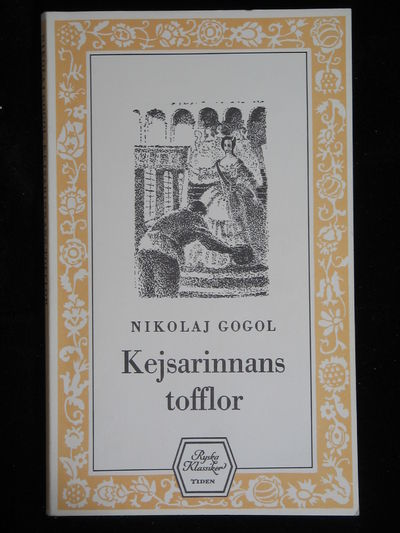 NIKOLAJ GOGOL
Kejsarinnans
tofflor
Ryska
Klassiker
TIDEN